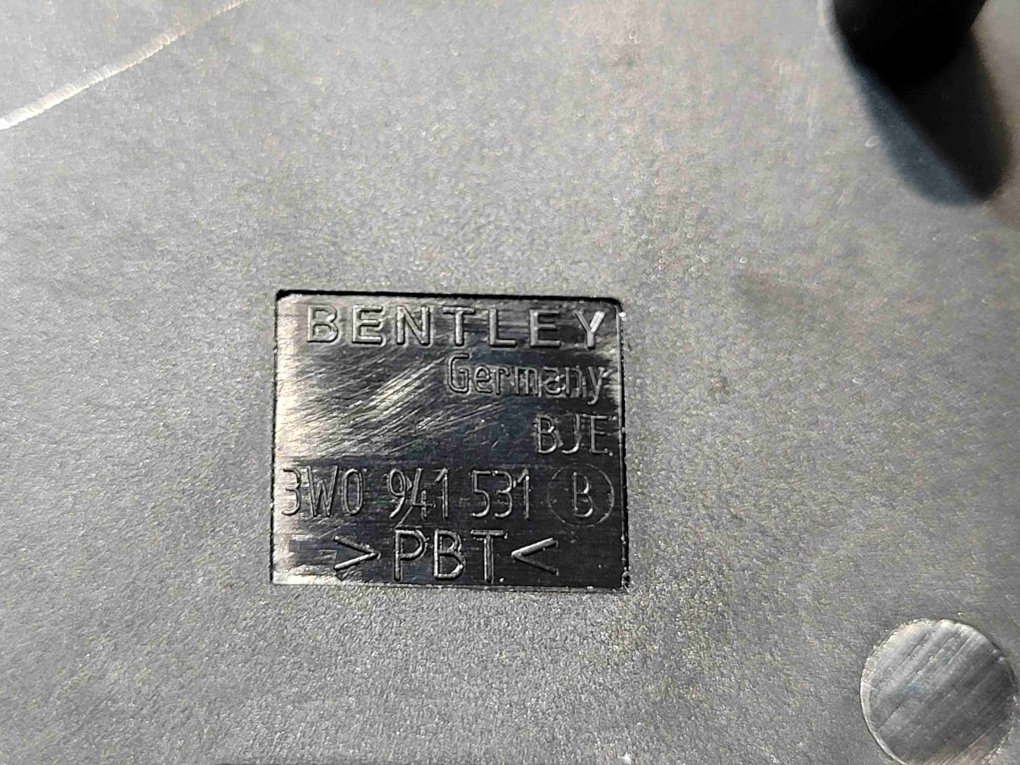 BENTLEY
Germany
BJE
3W0 941 531 B
>PBT<